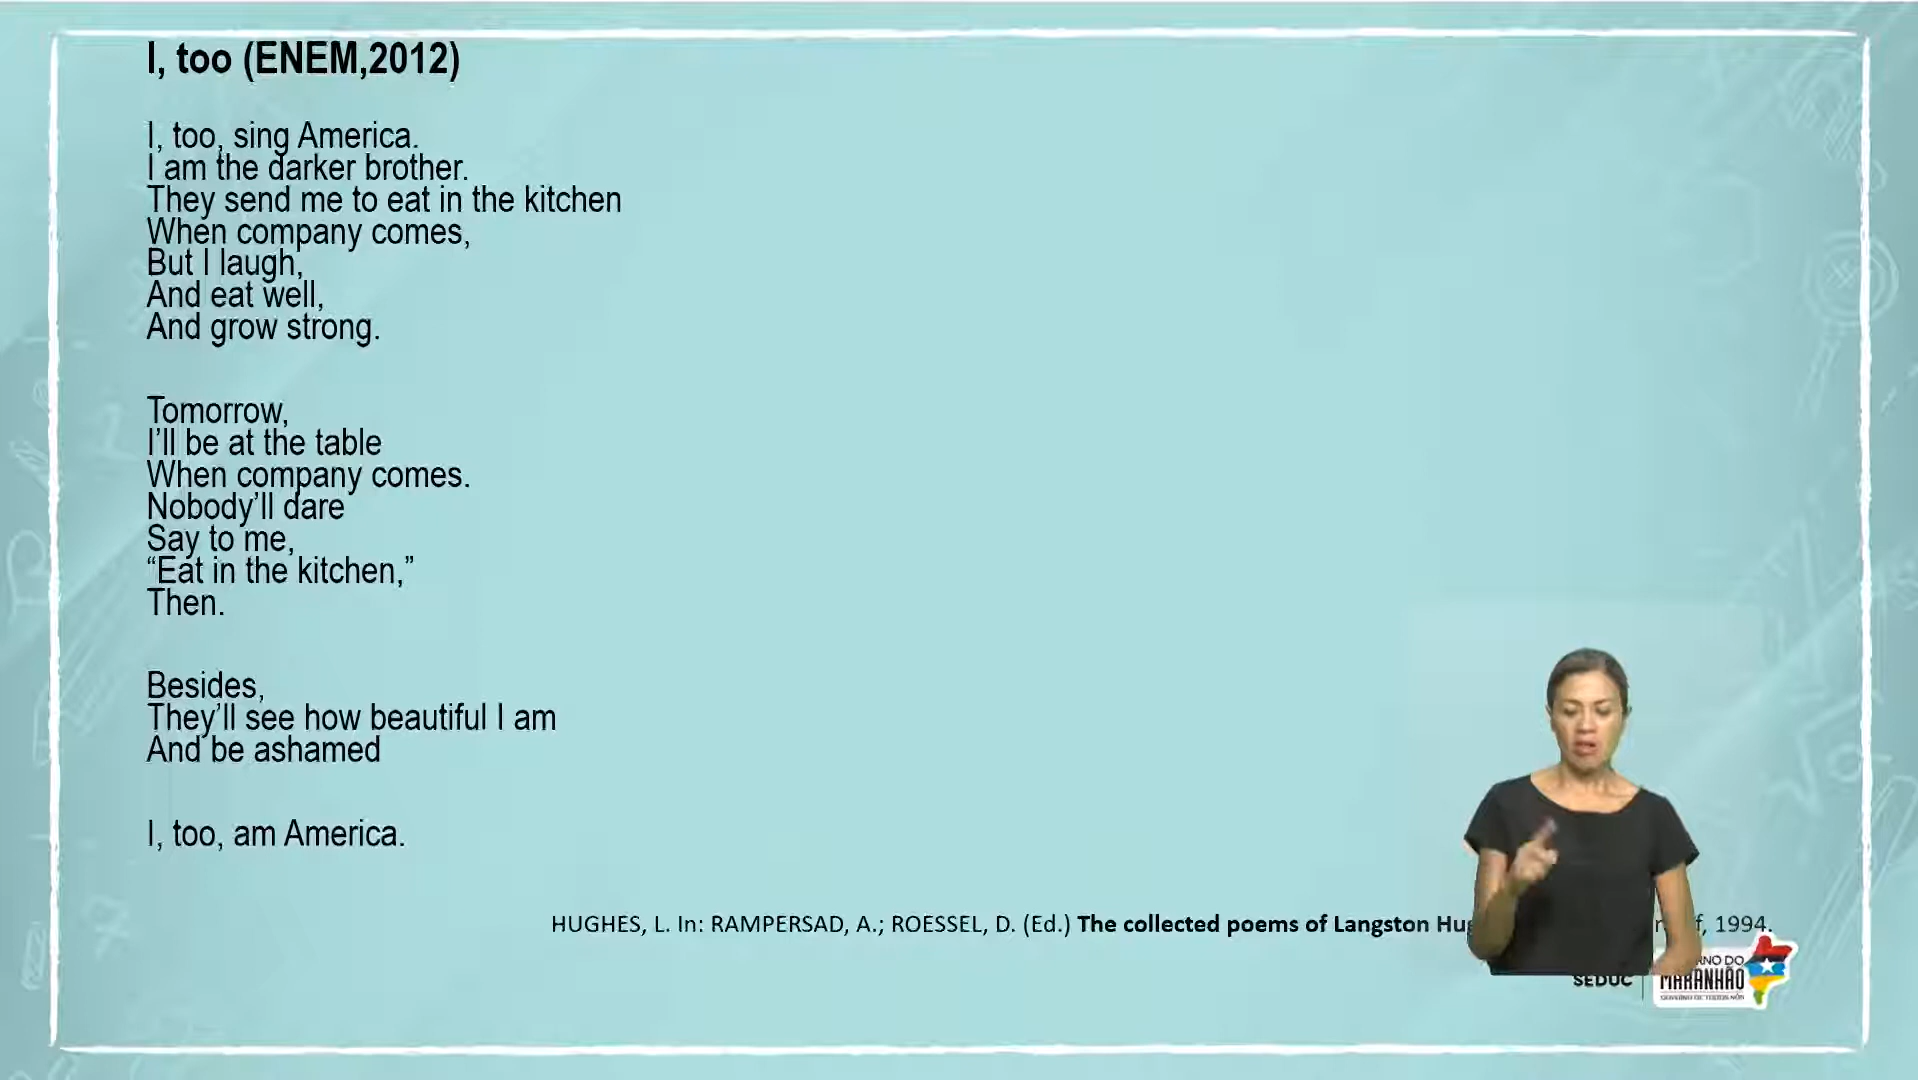 I, too (ENEM,2012)
I, too, sing America.
I am the darker brother.
They send me to eat in the kitchen
When company comes,
But I laugh,
And eat well,
And grow strong.
Tomorrow,
I’ll be at the table
When company comes.
Nobody’ll dare
Say to me,
“Eat in the kitchen,”
Then.
Besides,
They’ll see how beautiful I am
And be ashamed
I, too, am America.
HUGHES, L. In: RAMPERSAD, A.; ROESSEL, D. (Ed.) The collected poems of Langston 1994.
SEDUC
DO
MARANHÃO